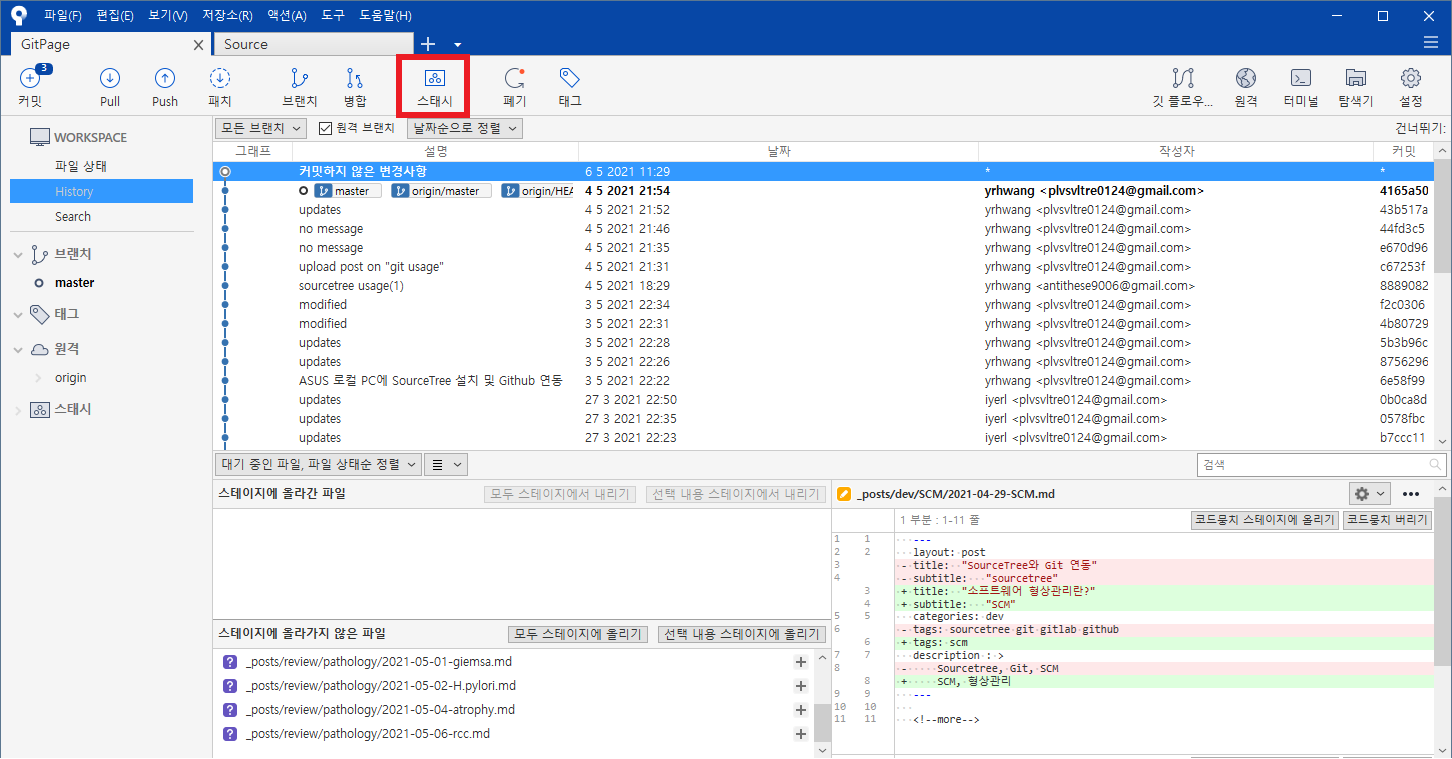 파일(F) 편집(E) 보기(V) 저장소(R) 액션(A) 도구 도움말(H)
GitPage Source
3
커밋 Pull Push 패치 브랜치 병합 스태시 폐기 태그 깃 플로우... 원격 터미널 탐색기 설정
WORKSPACE
파일 상태
History
Search
브랜치
master
태그
원격
origin
스태시
모든 브랜치 원격 브랜치 날짜순으로 정렬 건너뛰기:
그래프 설명 날짜 작성자 커밋
커밋하지 않은 변경사항 6 5 2021 11:29 * *
master origin/master origin/HEA 4 5 2021 21:54 yrhwang <plvsvltre0124@gmail.com> 4165a50
updates 4 5 2021 21:52 yrhwang <plvsvltre0124@gmail.com> 43b517a
no message 4 5 2021 21:46 yrhwang <plvsvltre0124@gmail.com> 44fd3c5
no message 4 5 2021 21:35 yrhwang <plvsvltre0124@gmail.com> e670d96
upload post on "git usage" 4 5 2021 21:31 yrhwang <plvsvltre0124@gmail.com> c67253f
sourcetree usage(1) 4 5 2021 18:29 yrhwang <antithese9006@gmail.com> 8889082
modified 3 5 2021 22:34 yrhwang <plvsvltre0124@gmail.com> f2c0306
modified 3 5 2021 22:31 yrhwang <plvsvltre0124@gmail.com> 4b80729
updates 3 5 2021 22:28 yrhwang <plvsvltre0124@gmail.com> 5b3b96c
updates 3 5 2021 22:26 yrhwang <plvsvltre0124@gmail.com> 8756296
ASUS 로컬 PC에 SourceTree 설치 및 Github 연동 3 5 2021 22:22 yrhwang <plvsvltre0124@gmail.com> 6e58f99
updates 27 3 2021 22:50 iyerl <plvsvltre0124@gmail.com> 0b0ca8d
updates 27 3 2021 22:35 iyerl <plvsvltre0124@gmail.com> 0578fbc
updates 27 3 2021 22:23 iyerl <plvsvltre0124@gmail.com> b7ccc11
대기 중인 파일, 파일 상태순 정렬 검색
스테이지에 올라간 파일 모두 스테이지에서 내리기 선택 내용 스테이지에서 내리기
스테이지에 올라가지 않은 파일 모두 스테이지에 올리기 선택 내용 스테이지에 올리기
_posts/review/pathology/2021-05-01-giemsa.md
_posts/review/pathology/2021-05-02-H.pylori.md
_posts/review/pathology/2021-05-04-atrophy.md
_posts/review/pathology/2021-05-06-rcc.md
_posts/dev/SCM/2021-04-29-SCM.md
1 부분 : 1-11 줄 코드뭉치 스테이지에 올리기 코드뭉치 버리기
1 1 ---
2 2 layout: post
3 - title: "SourceTree와 Git 연동"
4 - subtitle: "sourcetree"
3 + title: "소프트웨어 형상관리란?"
4 + subtitle: "SCM"
5 5 categories: dev
6 - tags: sourcetree git gitlab github
6 + tags: scm
7 7 description : >
8 - Sourcetree, Git, SCM
8 + SCM, 형상관리
9 9 ---
10 10
11 11 <!--more-->